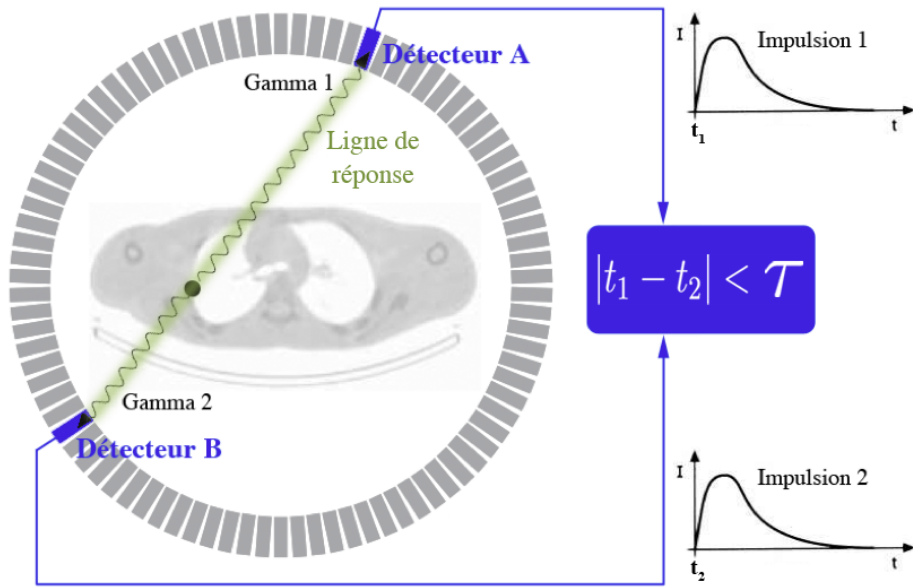 Détecteur A
Gamma 1
Ligne de
réponse
Gamma 2
Détecteur B
I
Impulsion 1
t₁
t
|t₁ − t₂| < τ
I
Impulsion 2
t₂
t